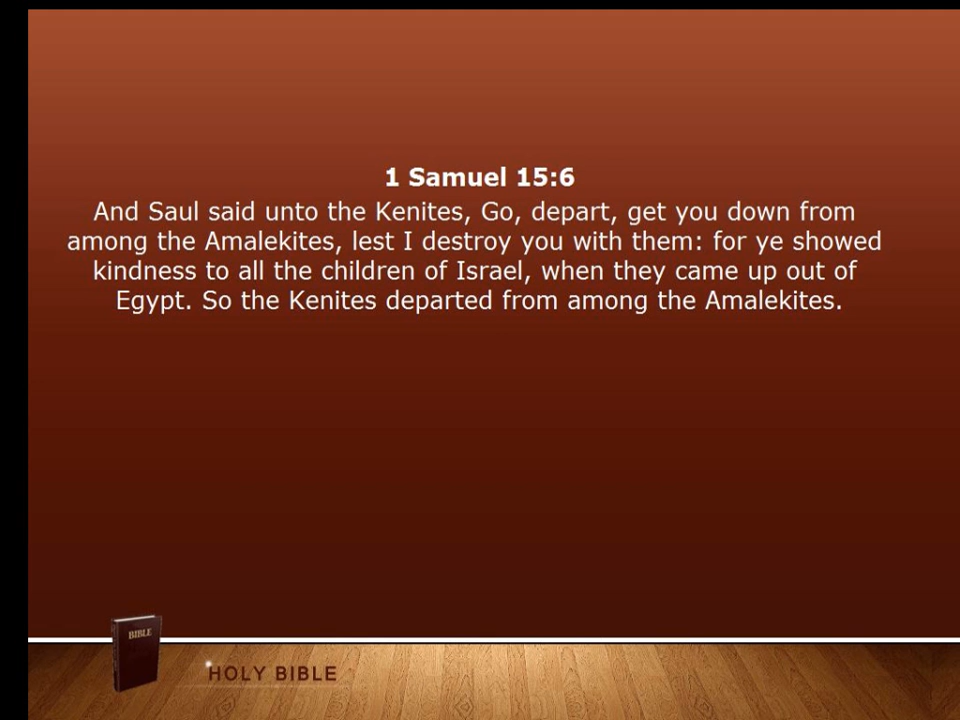 1 Samuel 15:6
And Saul said unto the Kenites, Go, depart, get you down from
among the Amalekites, lest I destroy you with them: for ye showed
kindness to all the children of Israel, when they came up out of
Egypt. So the Kenites departed from among the Amalekites.
BIBLE
HOLY BIBLE